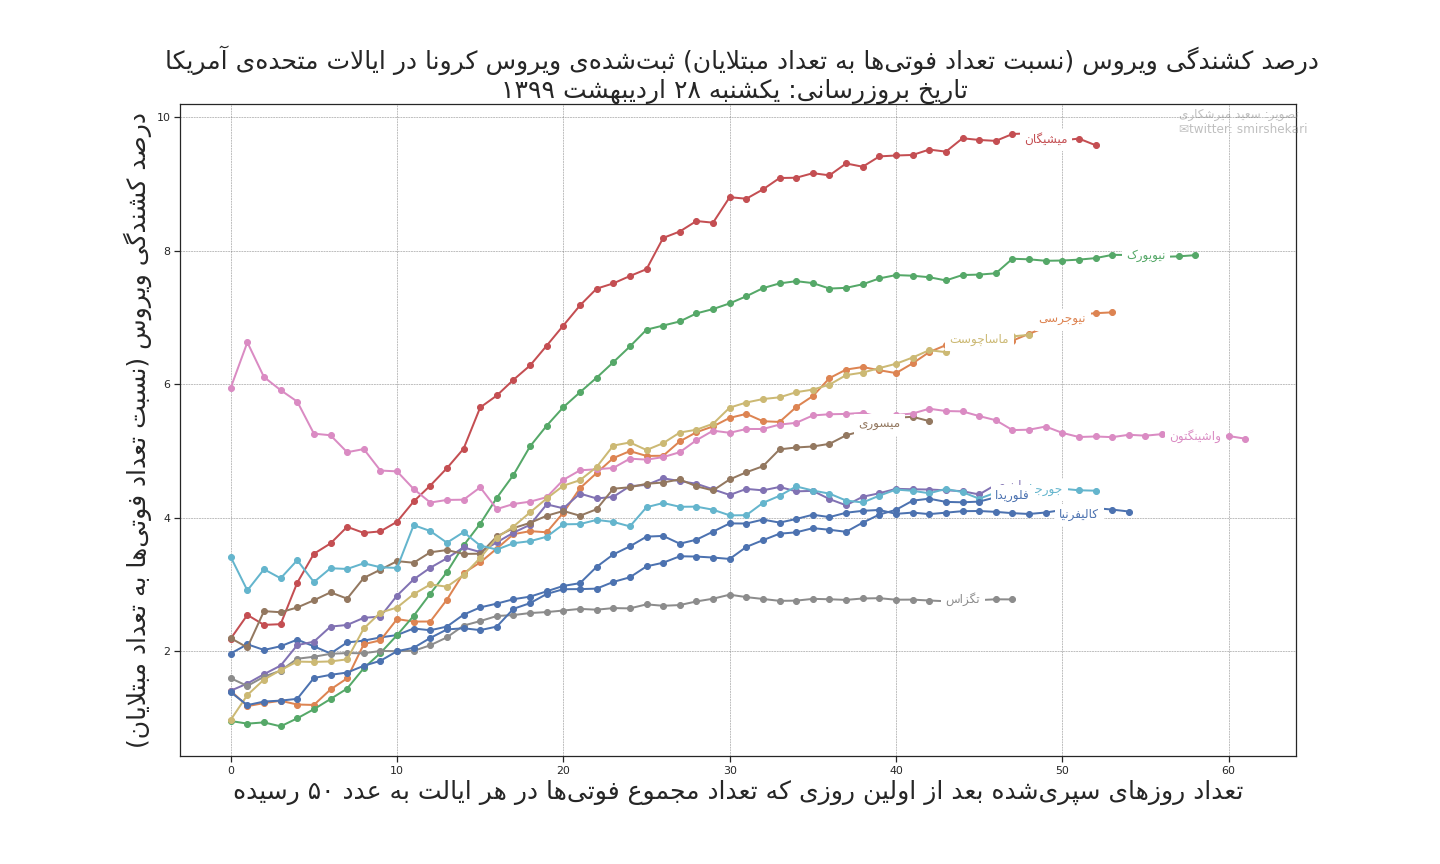 درصد کشندگی ویروس (نسبت تعداد فوتی‌ها به تعداد مبتلایان) ثبت‌شده‌ی ویروس کرونا در ایالات متحده‌ی آمریکا
تاریخ بروزرسانی: یکشنبه ۲۸ اردیبهشت ۱۳۹۹
تصویر: سعید میرشکاری
✉twitter: smirshekari
درصد کشندگی ویروس (نسبت تعداد فوتی‌ها به تعداد مبتلایان)
10
8
6
4
2
میشیگان
نیویورک
نیوجرسی
ماساچوست
میسوری
واشینگتون
جورج
فلوریدا
کالیفرنیا
تگزاس
0 10 20 30 40 50 60
تعداد روزهای سپری‌شده بعد از اولین روزی که تعداد مجموع فوتی‌ها در هر ایالت به عدد ۵۰ رسیده